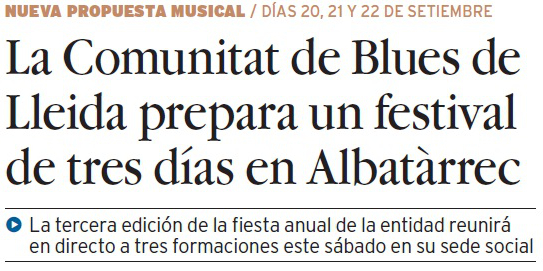 NUEVA PROPUESTA MUSICAL / DÍAS 20, 21 Y 22 DE SETIEMBRE
La Comunitat de Blues de
Lleida prepara un festival
de tres días en Albatàrrec
La tercera edición de la fiesta anual de la entidad reunirá
en directo a tres formaciones este sábado en su sede social